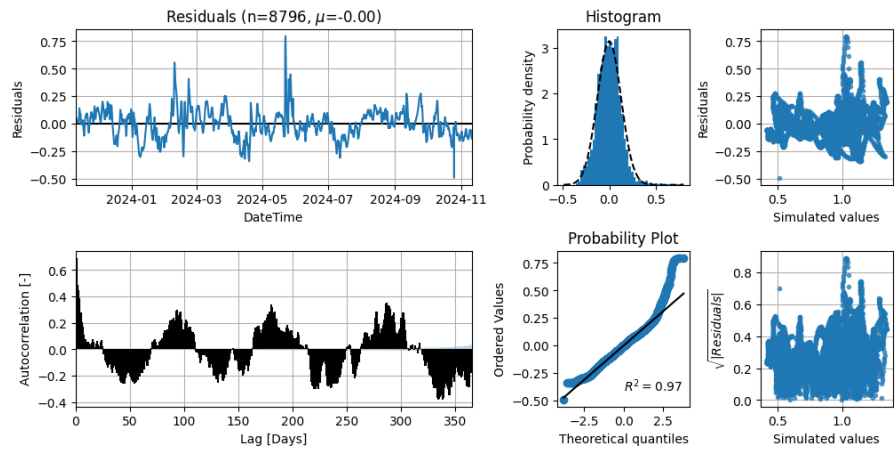 Residuals (n=8796, μ=-0.00)
Residuals
0.75
0.50
0.25
0.00
−0.25
−0.50
2024-01 2024-03 2024-05 2024-07 2024-09 2024-11
DateTime
Histogram
Probability density
3
2
1
0
−0.5 0.0 0.5
Residuals
0.75
0.50
0.25
0.00
−0.25
−0.50
0.5 1.0
Simulated values
Autocorrelation [-]
0.6
0.4
0.2
0.0
−0.2
−0.4
0 50 100 150 200 250 300 350
Lag [Days]
Probability Plot
Ordered Values
0.75
0.50
0.25
0.00
−0.25
−0.50
R² = 0.97
−2.5 0.0 2.5
Theoretical quantiles
√|Residuals|
0.8
0.6
0.4
0.2
0.0
0.5 1.0
Simulated values